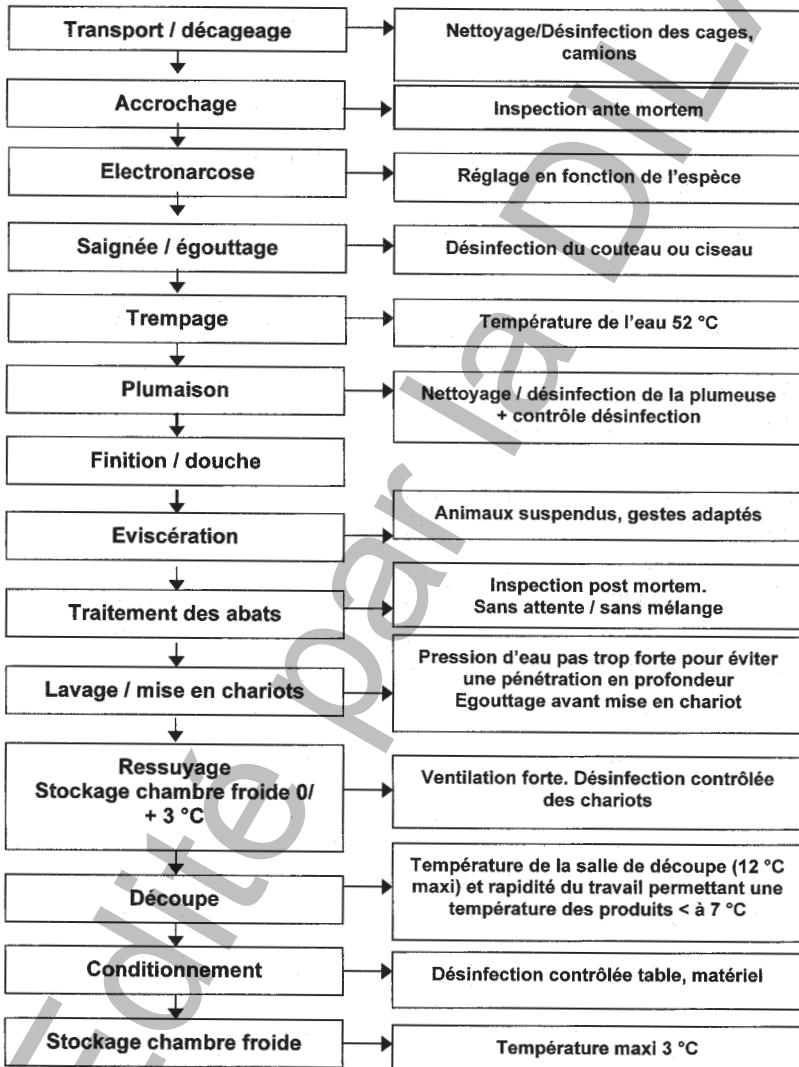 Transport / décageage
Nettoyage/Désinfection des cages,
camions
Accrochage
Inspection ante mortem
Electronarcose
Réglage en fonction de l'espèce
Saignée / égouttage
Désinfection du couteau ou ciseau
Trempage
Température de l'eau 52 °C
Plumaison
Nettoyage / désinfection de la plumeuse
+ contrôle désinfection
Finition / douche
Eviscération
Animaux suspendus, gestes adaptés
Traitement des abats
Inspection post mortem.
Sans attente / sans mélange
Lavage / mise en chariots
Pression d'eau pas trop forte pour éviter
une pénétration en profondeur
Egouttage avant mise en chariot
Ressuyage
Stockage chambre froide 0/
+ 3 °C
Ventilation forte. Désinfection contrôlée
des chariots
Découpe
Température de la salle de découpe (12 °C
maxi) et rapidité du travail permettant une
température des produits < à 7 °C
Conditionnement
Désinfection contrôlée table, matériel
Stockage chambre froide
Température maxi 3 °C
Edité par la DILA